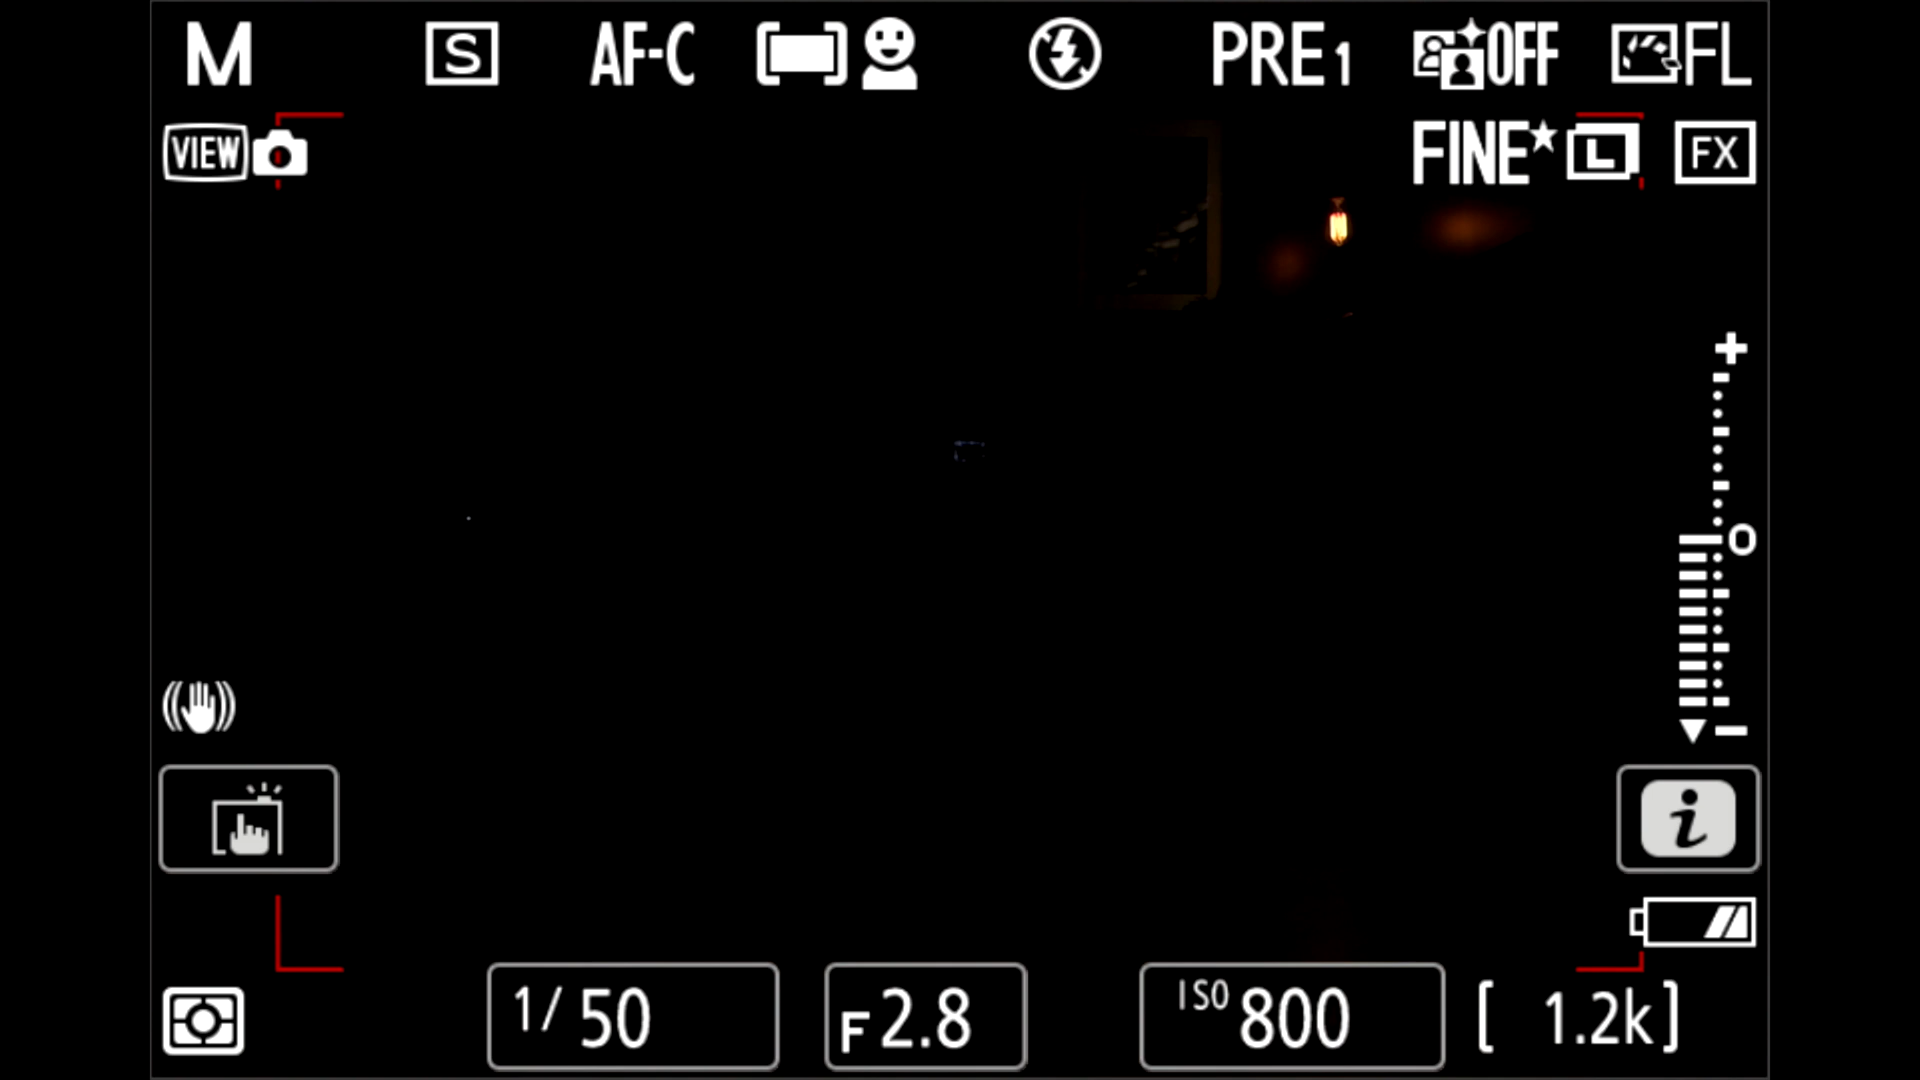 M S AF-C PRE1 OFF FL
VIEW FINE★ L FX
+
0
−
i
1/50 F2.8 ISO 800 [ 1.2k]